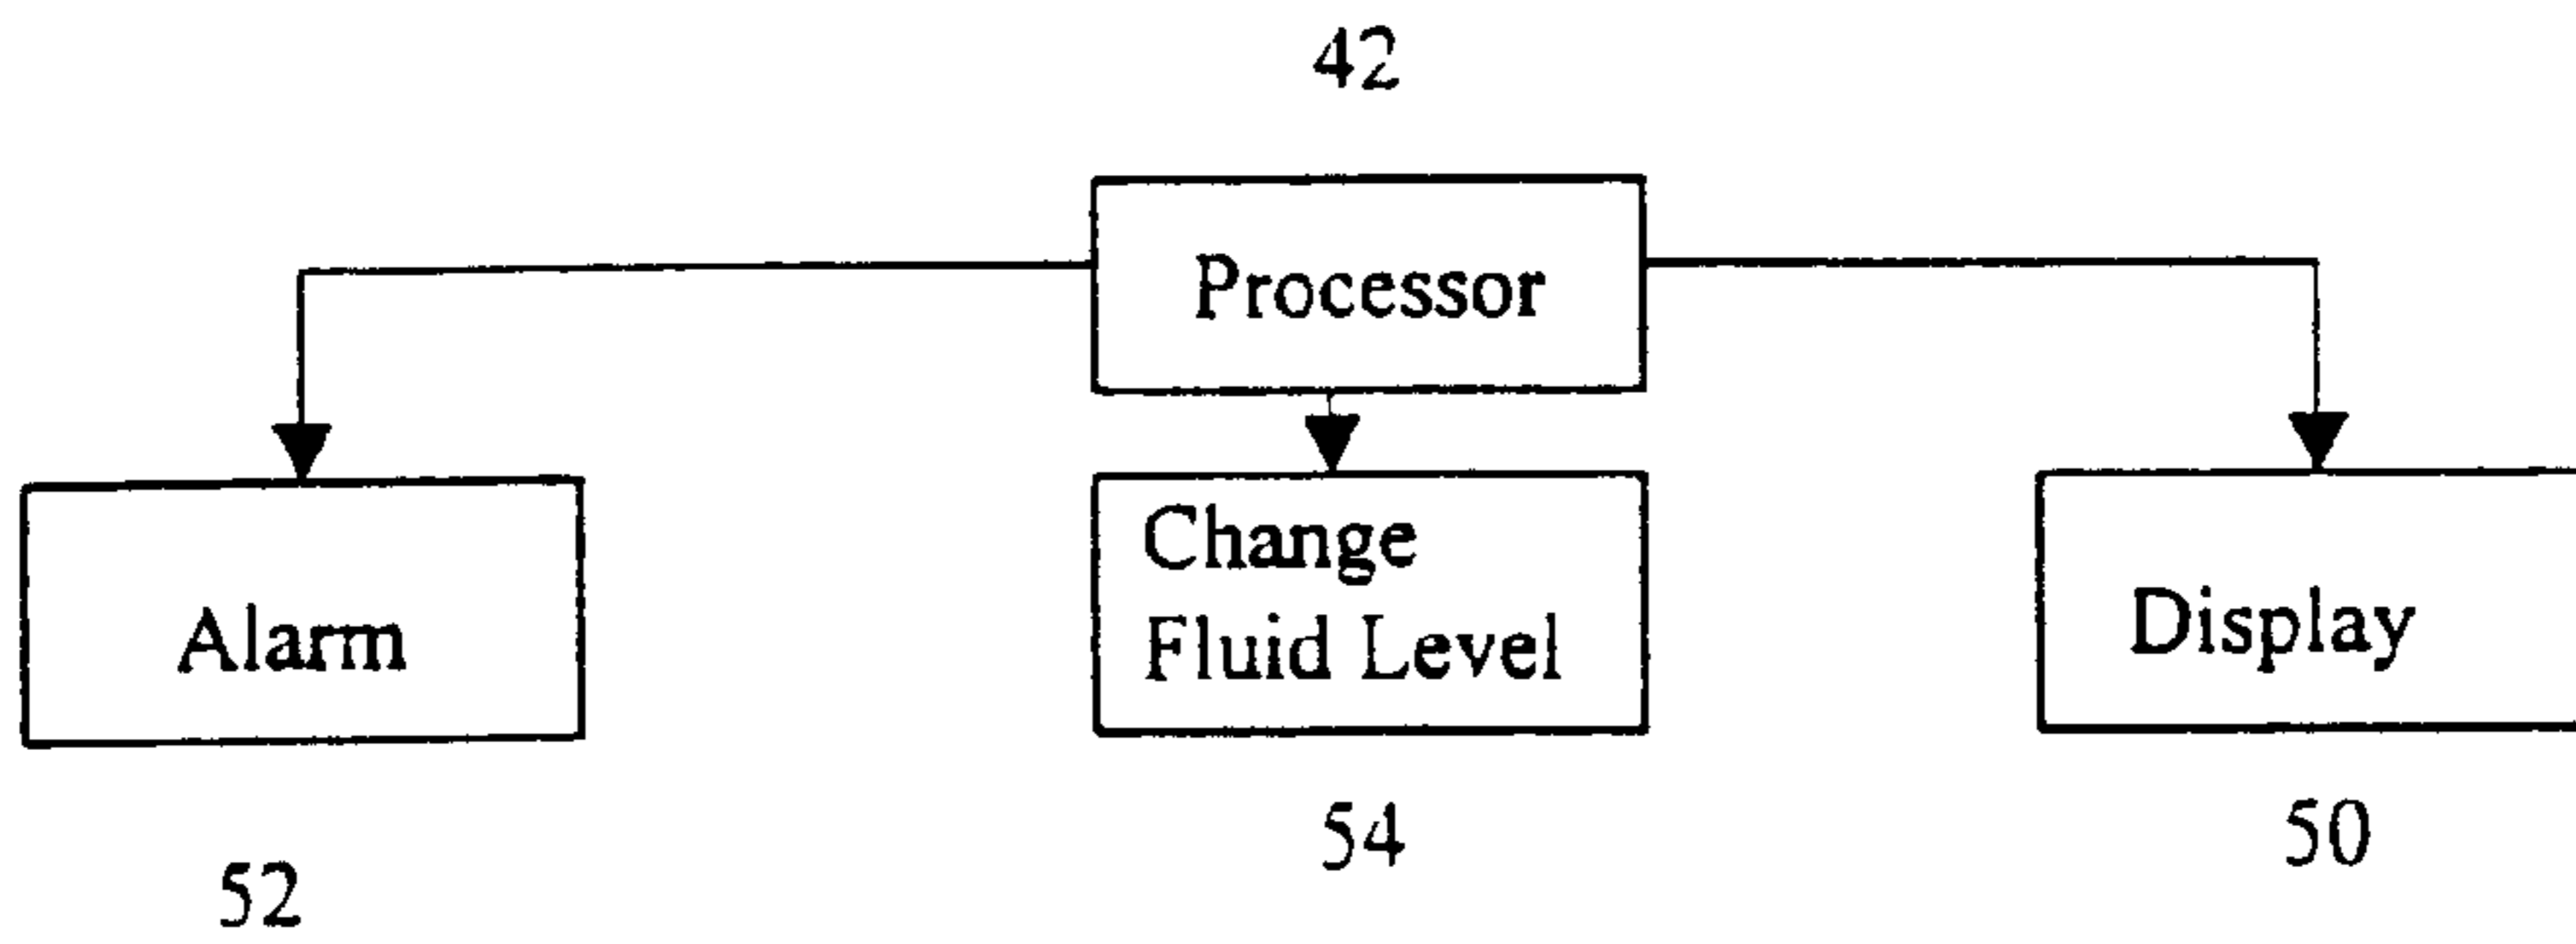 42
Processor
Alarm
Change
Fluid Level
Display
52
54
50